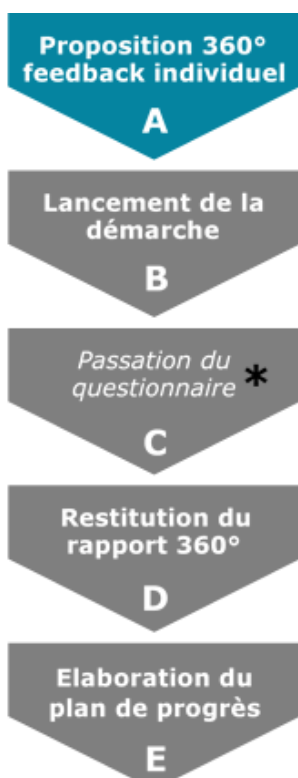 Proposition 360°
feedback individuel
A
Lancement de la
démarche
B
Passation du
questionnaire *
C
Restitution du
rapport 360°
D
Elaboration du
plan de progrès
E